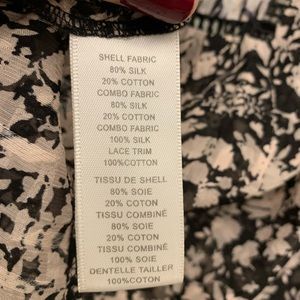 SHELL FABRIC
80% SILK
20% COTTON
COMBO FABRIC
80% SILK
20% COTTON
COMBO FABRIC
100% SILK
LACE TRIM
100%COTTON
TISSU DE SHELL
80% SOIE
20% COTON
TISSU COMBINÉ
80% SOIE
20% COTON
TISSU COMBINÉ
100% SOIE
DENTELLE TAILLER
100%COTON